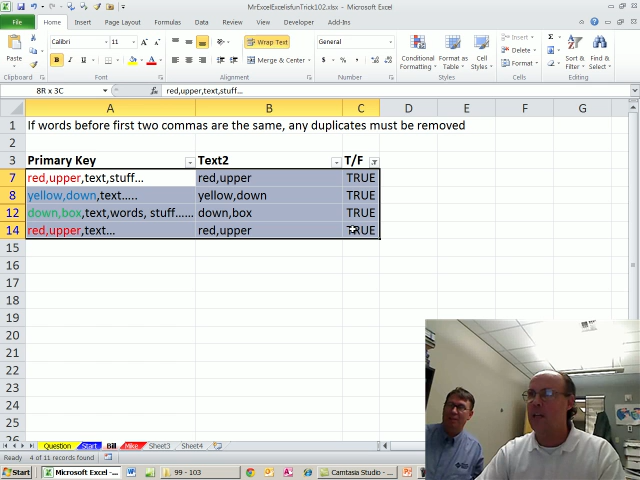 MrExcelExcelisfunTrick102.xlsx - Microsoft Excel
File Home Insert Page Layout Formulas Data Review View Developer Add-Ins
Calibri 11 Wrap Text General Insert
Paste B I U Merge & Center $ % , Conditional Formatting Format as Table Cell Styles Delete Format Sort & Filter Find & Select
Clipboard Font Alignment Number Styles Cells Editing
8R x 3C fx red,upper,text,stuff...
A B C D E F G
1 If words before first two commas are the same, any duplicates must be removed
2
3 Primary Key Text2 T/F
7 red,upper,text,stuff... red,upper TRUE
8 yellow,down,text..... yellow,down TRUE
12 down,box,text,words, stuff...... down,box TRUE
14 red,upper,text... red,upper TRUE
15
16
17
18
19
20
21
22
23
24
25
26
Question Start Bill Mike Sheet3 Sheet4
Ready 4 of 11 records found
Start Microsoft Excel - ... 99 - 103 Camtasia Studio - ...